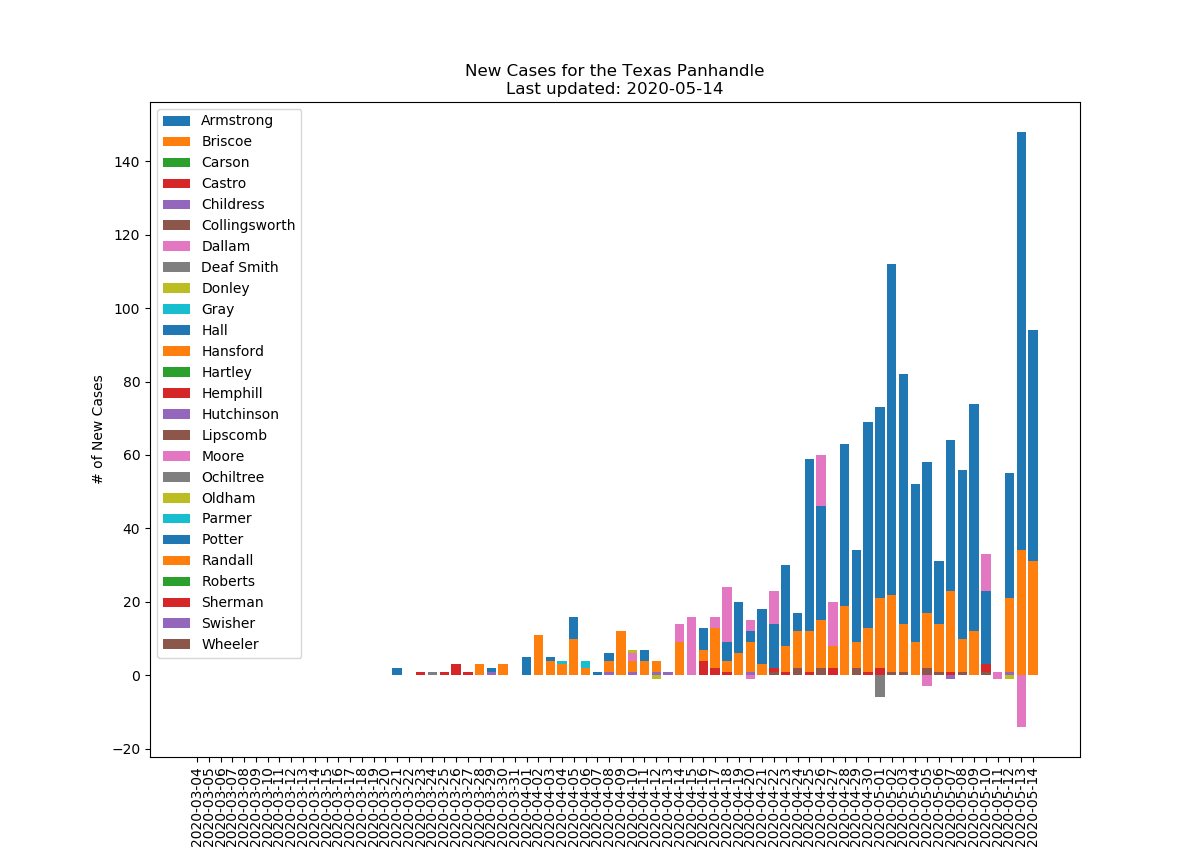 New Cases for the Texas Panhandle
Last updated: 2020-05-14
# of New Cases
140
120
100
80
60
40
20
0
−20
Armstrong
Briscoe
Carson
Castro
Childress
Collingsworth
Dallam
Deaf Smith
Donley
Gray
Hall
Hansford
Hartley
Hemphill
Hutchinson
Lipscomb
Moore
Ochiltree
Oldham
Parmer
Potter
Randall
Roberts
Sherman
Swisher
Wheeler
2020-03-04
2020-03-05
2020-03-06
2020-03-07
2020-03-08
2020-03-09
2020-03-10
2020-03-11
2020-03-12
2020-03-13
2020-03-14
2020-03-15
2020-03-16
2020-03-17
2020-03-18
2020-03-19
2020-03-20
2020-03-21
2020-03-22
2020-03-23
2020-03-24
2020-03-25
2020-03-26
2020-03-27
2020-03-28
2020-03-29
2020-03-30
2020-03-31
2020-04-01
2020-04-02
2020-04-03
2020-04-04
2020-04-05
2020-04-06
2020-04-07
2020-04-08
2020-04-09
2020-04-10
2020-04-11
2020-04-12
2020-04-13
2020-04-14
2020-04-15
2020-04-16
2020-04-17
2020-04-18
2020-04-19
2020-04-20
2020-04-21
2020-04-22
2020-04-23
2020-04-24
2020-04-25
2020-04-26
2020-04-27
2020-04-28
2020-04-29
2020-04-30
2020-05-01
2020-05-02
2020-05-03
2020-05-04
2020-05-05
2020-05-06
2020-05-07
2020-05-08
2020-05-09
2020-05-10
2020-05-11
2020-05-12
2020-05-13
2020-05-14